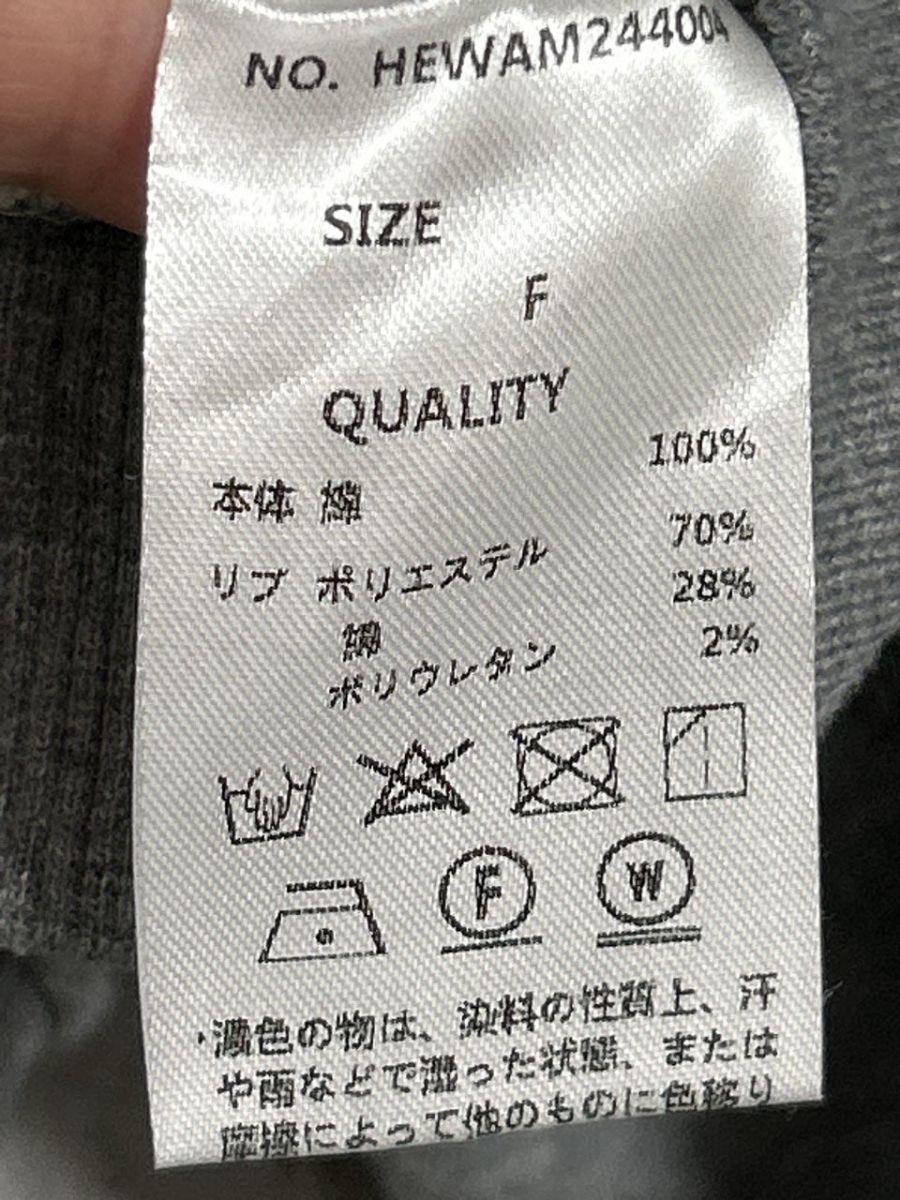 NO. HEWAM244004
SIZE
F
QUALITY
本体 綿 100%
リブ ポリエステル 70%
綿 28%
ポリウレタン 2%
F W
・濃色の物は、染料の性質上、汗
や雨などで湿った状態、または
摩擦によって他のものに色移り